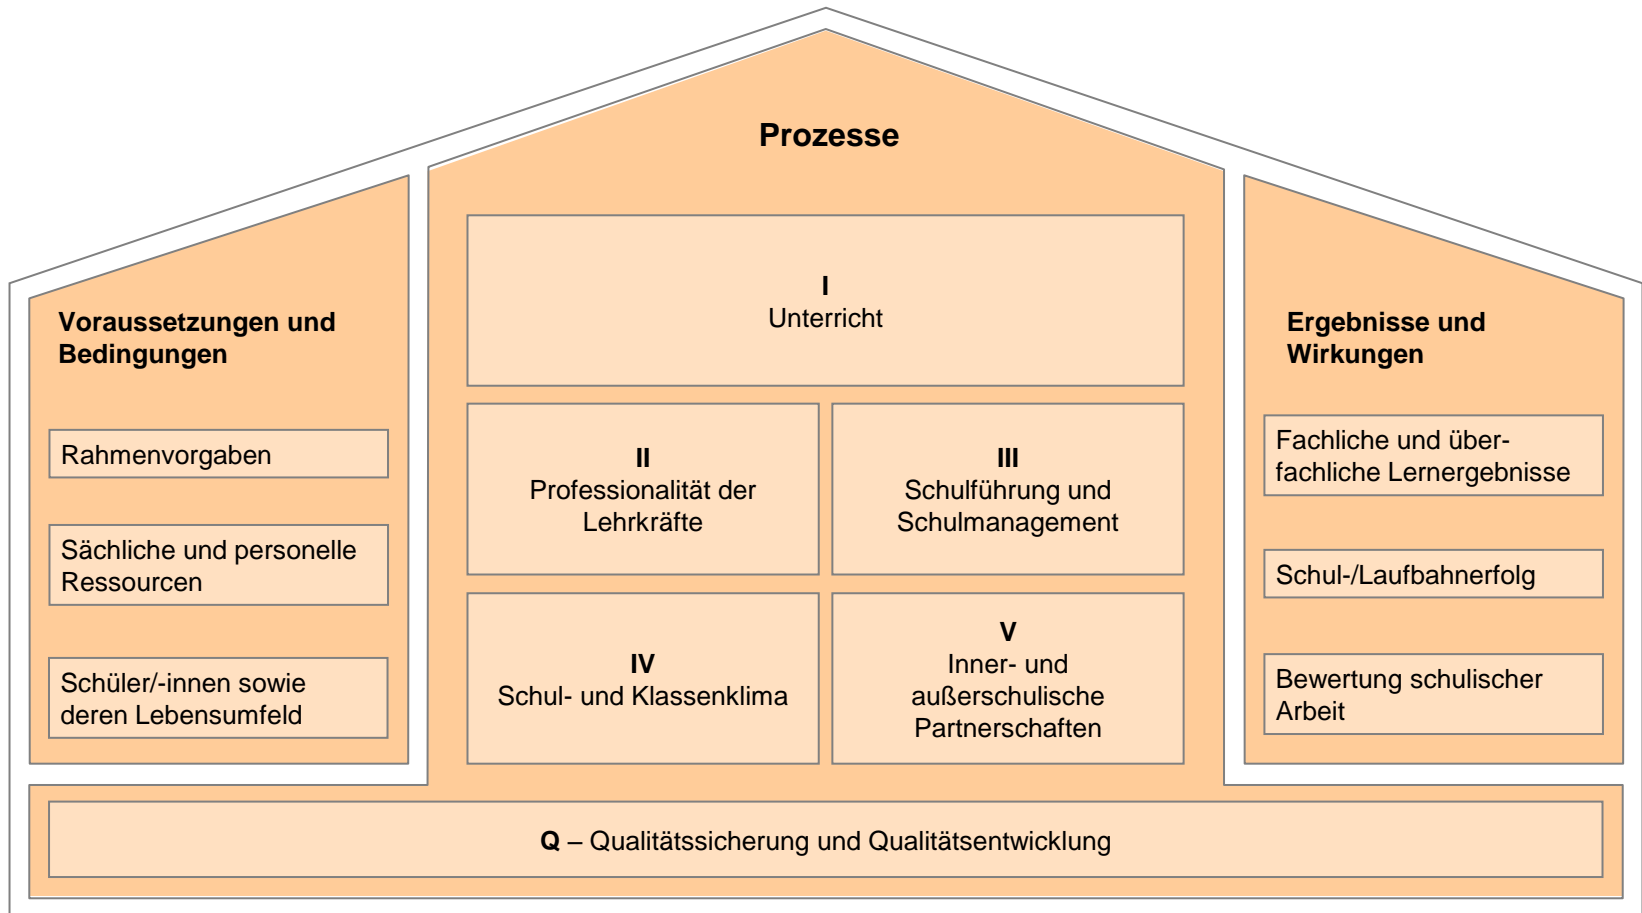 Prozesse
Voraussetzungen und
Bedingungen
Rahmenvorgaben
Sächliche und personelle
Ressourcen
Schüler/-innen sowie
deren Lebensumfeld
I
Unterricht
II
Professionalität der
Lehrkräfte
III
Schulführung und
Schulmanagement
IV
Schul- und Klassenklima
V
Inner- und
außerschulische
Partnerschaften
Ergebnisse und
Wirkungen
Fachliche und über-
fachliche Lernergebnisse
Schul-/Laufbahnerfolg
Bewertung schulischer
Arbeit
Q – Qualitätssicherung und Qualitätsentwicklung